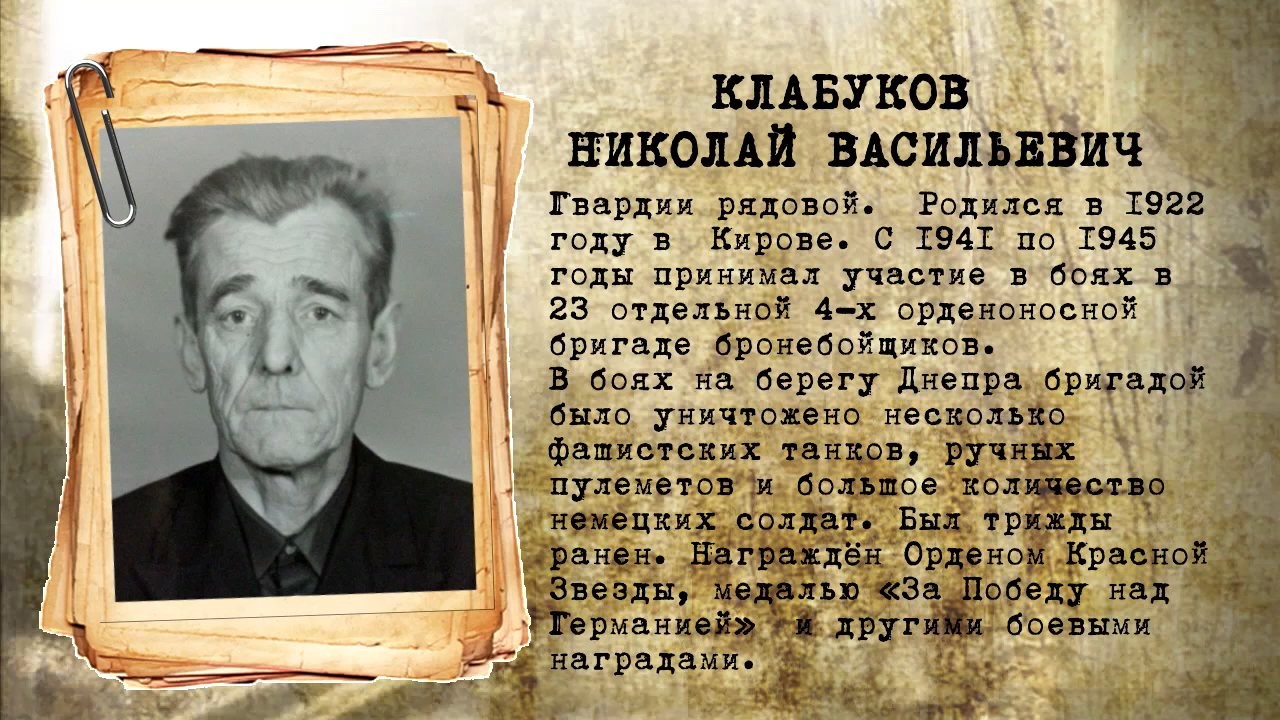 КЛАБУКОВ
НИКОЛАЙ ВАСИЛЬЕВИЧ
Гвардии рядовой. Родился в 1922
году в Кирове. С 1941 по 1945
годы принимал участие в боях в
23 отдельной 4-х орденоносной
бригаде бронебойщиков.
В боях на берегу Днепра бригадой
было уничтожено несколько
фашистских танков, ручных
пулеметов и большое количество
немецких солдат. Был трижды
ранен. Награждён Орденом Красной
Звезды, медалью «За Победу над
Германией» и другими боевыми
наградами.